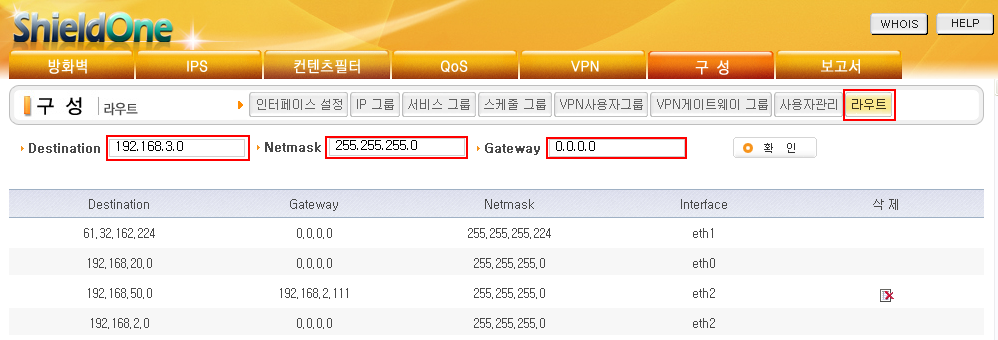 ShieldOne
WHOIS HELP
방화벽 IPS 컨텐츠필터 QoS VPN 구 성 보고서
구 성 라우트 인터페이스 설정 IP 그룹 서비스 그룹 스케줄 그룹 VPN사용자그룹 VPN게이트웨이 그룹 사용자관리 라우트
Destination 192.168.3.0 Netmask 255.255.255.0 Gateway 0.0.0.0 확 인
Destination Gateway Netmask Interface 삭 제
61.32.162.224 0.0.0.0 255.255.255.224 eth1
192.168.20.0 0.0.0.0 255.255.255.0 eth0
192.168.50.0 192.168.2.111 255.255.255.0 eth2
192.168.2.0 0.0.0.0 255.255.255.0 eth2